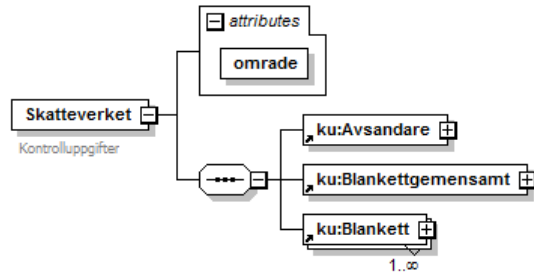 attributes
omrade
Skatteverket
Kontrolluppgifter
ku:Avsandare
ku:Blankettgemensamt
ku:Blankett
1..∞